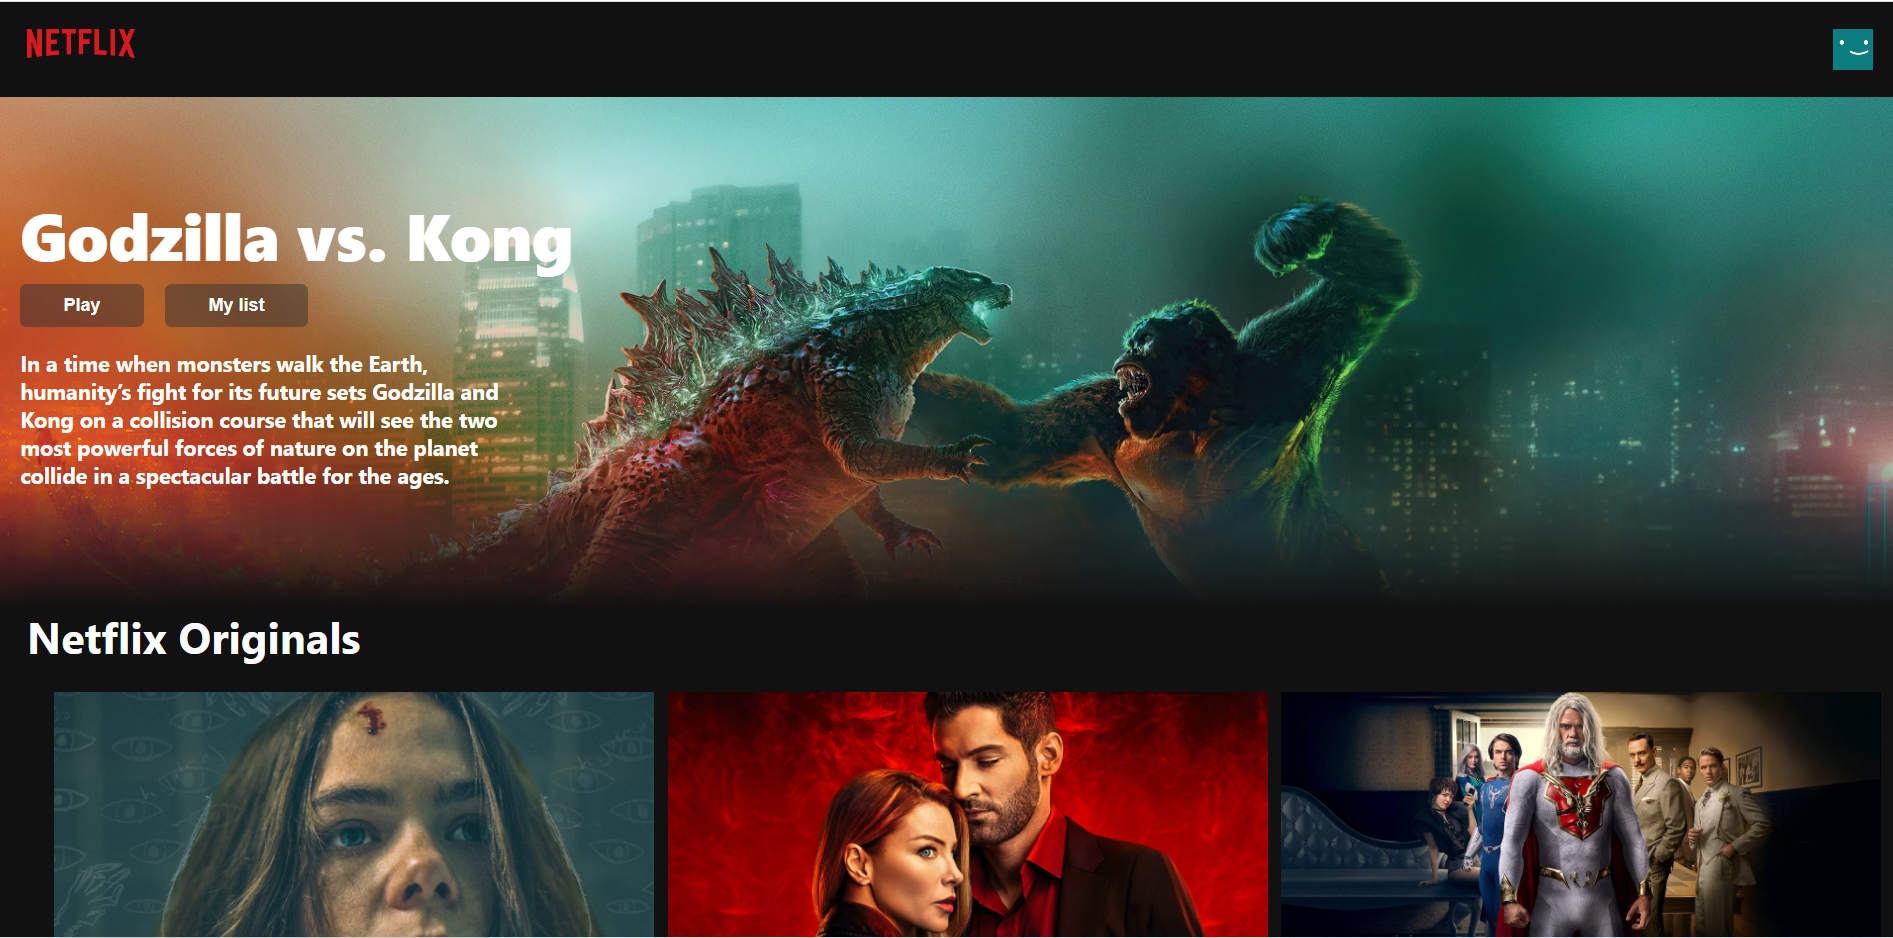 NETFLIX
Godzilla vs. Kong
Play
My list
In a time when monsters walk the Earth,
humanity’s fight for its future sets Godzilla and
Kong on a collision course that will see the two
most powerful forces of nature on the planet
collide in a spectacular battle for the ages.
Netflix Originals